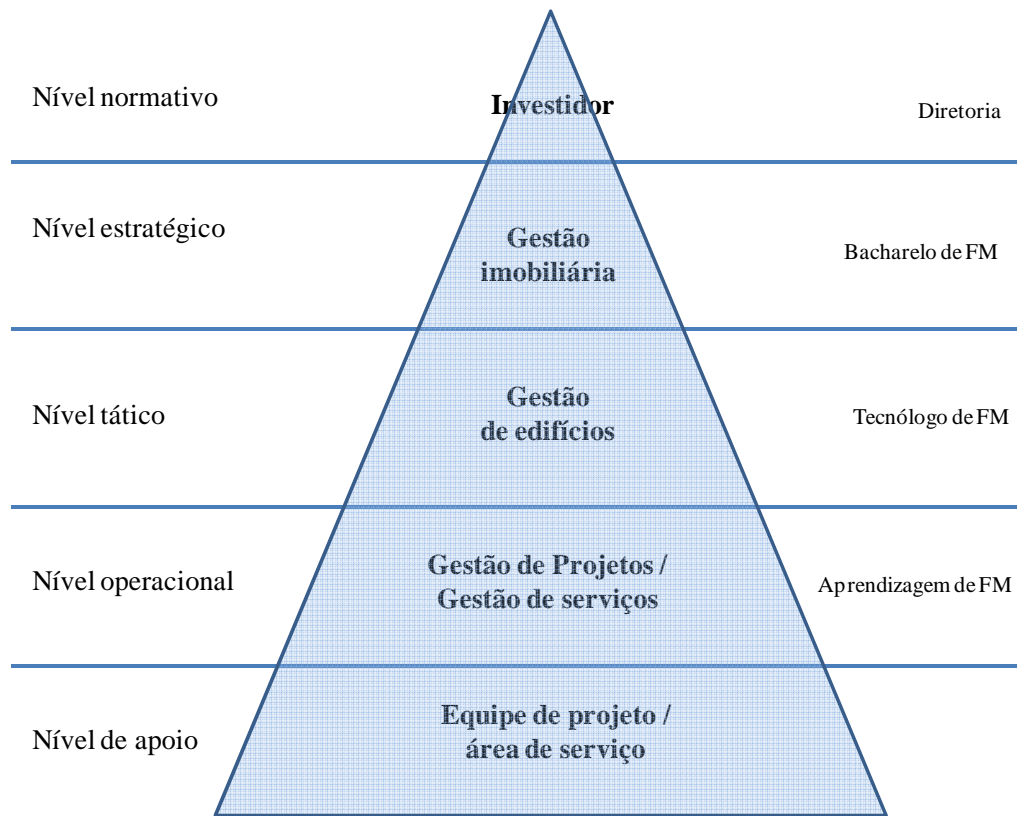 Nível normativo
Investidor
Diretoria
Nível estratégico
Gestão
imobiliária
Bacharelo de FM
Nível tático
Gestão
de edifícios
Tecnólogo de FM
Nível operacional
Gestão de Projetos /
Gestão de serviços
Aprendizagem de FM
Nível de apoio
Equipe de projeto /
área de serviço